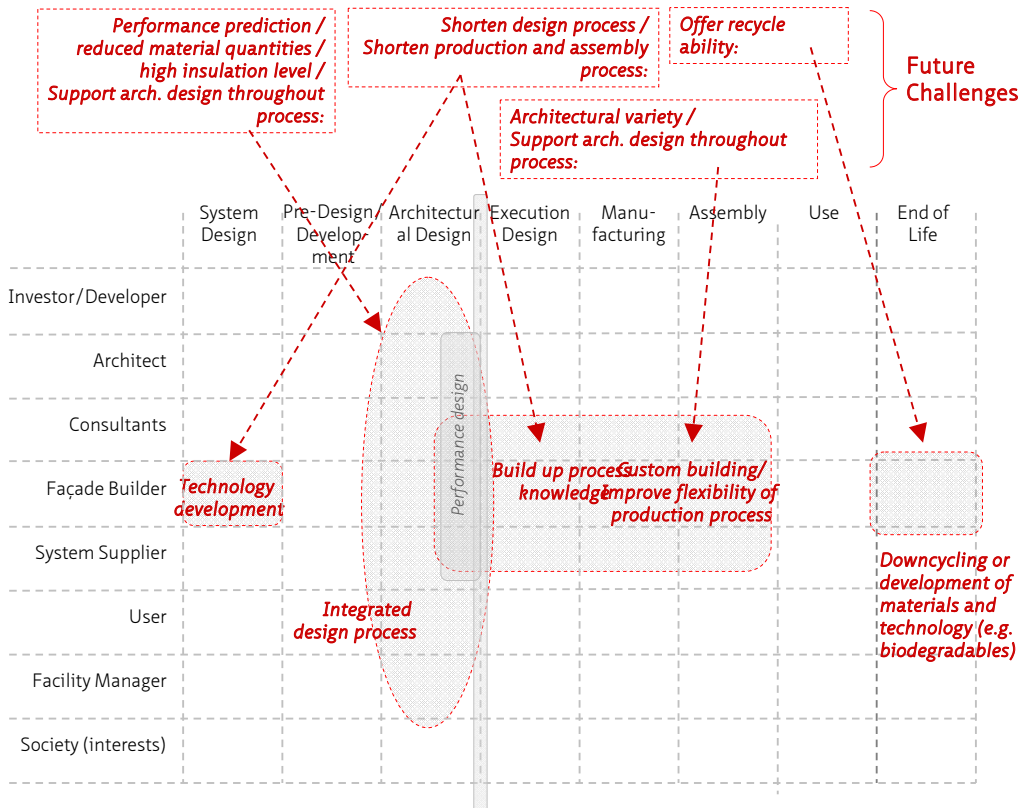 Performance prediction /
reduced material quantities /
high insulation level /
Support arch. design throughout
process:
Shorten design process /
Shorten production and assembly
process:
Offer recycle
ability:
Architectural variety /
Support arch. design throughout
process:
Future
Challenges
System
Design
Pre-Design /
Develop-
ment
Architectur
al Design
Execution
Design
Manu-
facturing
Assembly
Use
End of
Life
Investor/Developer
Architect
Consultants
Façade Builder
System Supplier
User
Facility Manager
Society (interests)
Technology
development
Performance design
Build up process
knowledge
Custom building/
Improve flexibility of
production process
Integrated
design process
Downcycling or
development of
materials and
technology (e.g.
biodegradables)